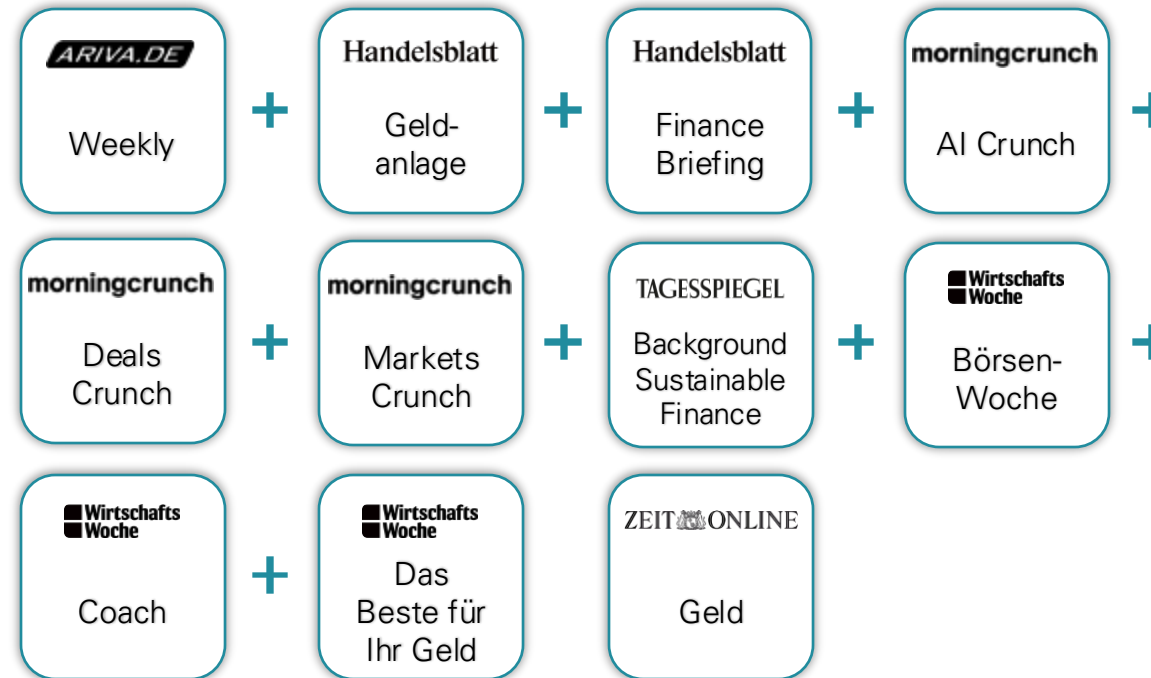 ARIVA.DE
Weekly
+
Handelsblatt
Geld-
anlage
+
Handelsblatt
Finance
Briefing
+
morningcrunch
AI Crunch
+
morningcrunch
Deals
Crunch
+
morningcrunch
Markets
Crunch
+
TAGESSPIEGEL
Background
Sustainable
Finance
+
Wirtschafts
Woche
Börsen-
Woche
+
Wirtschafts
Woche
Coach
+
Wirtschafts
Woche
Das
Beste für
Ihr Geld
ZEIT ONLINE
Geld